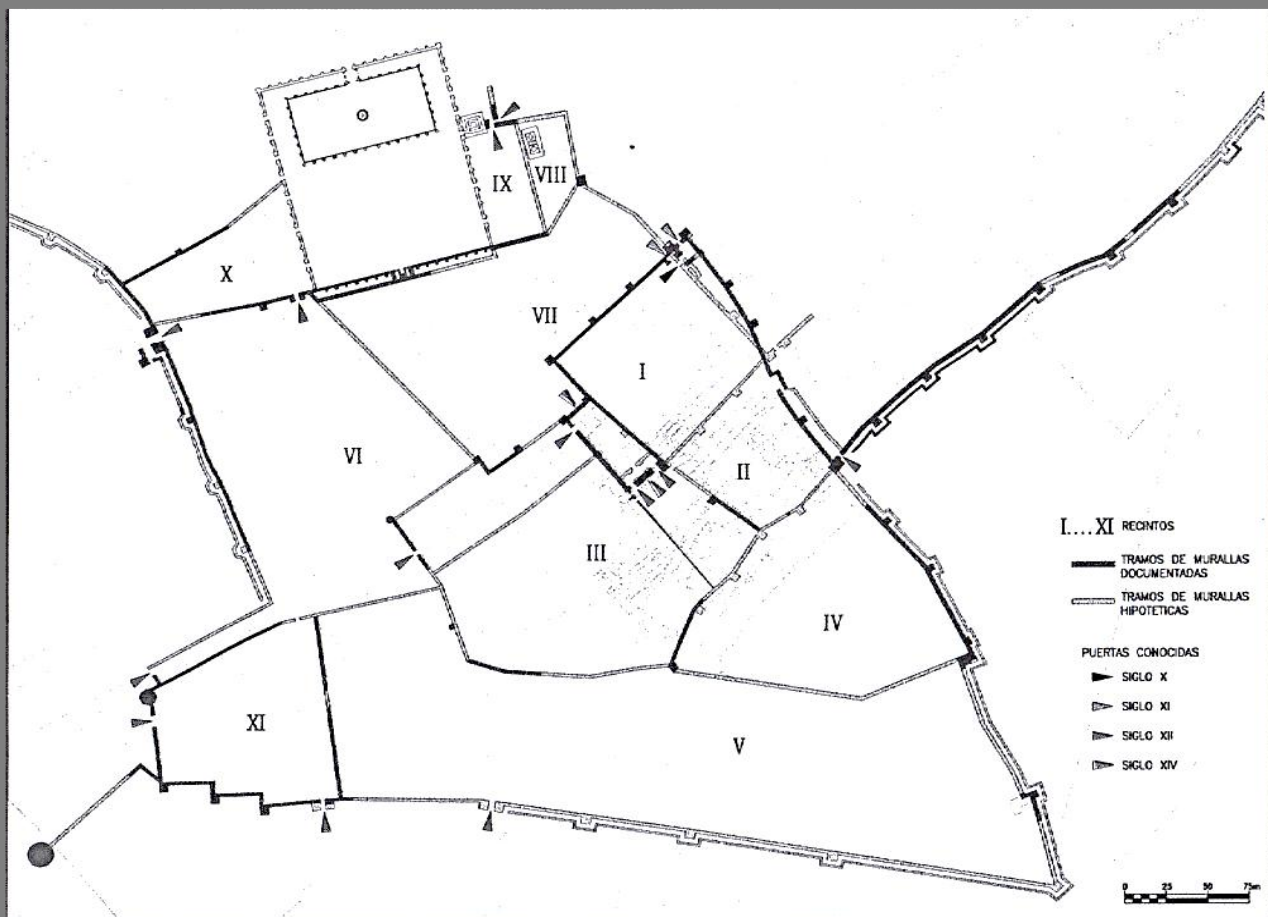 IX
VIII
X
VII
I
VI
II
III
IV
XI
V
I....XI RECINTOS
TRAMOS DE MURALLAS
DOCUMENTADAS
TRAMOS DE MURALLAS
HIPOTETICAS
PUERTAS CONOCIDAS
SIGLO X
SIGLO XI
SIGLO XII
SIGLO XIV
0 25 50 75m